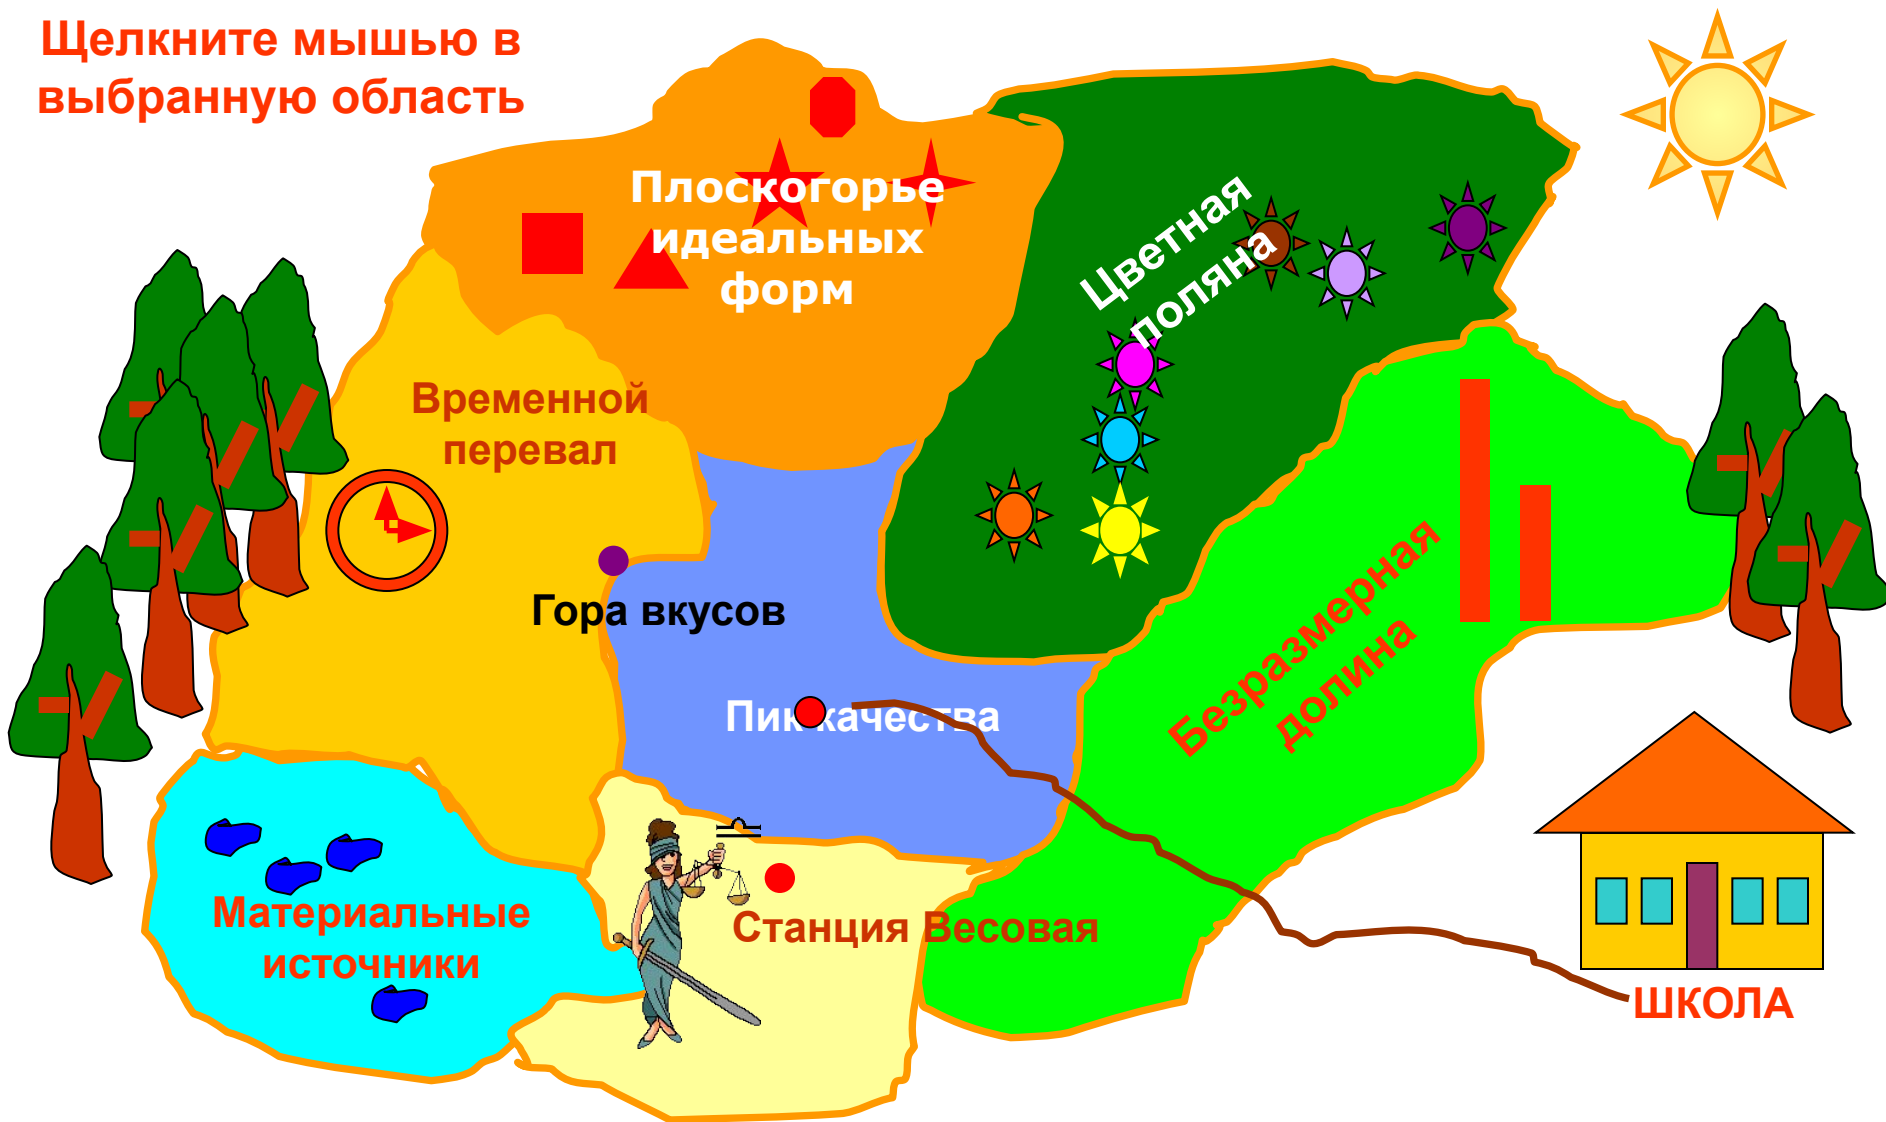 Щелкните мышью в
выбранную область
Плоскогорье
идеальных
форм
Цветная
поляна
Временной
перевал
Гора вкусов
Безразмерная
долина
Пик качества
Материальные
источники
Станция Весовая
ШКОЛА